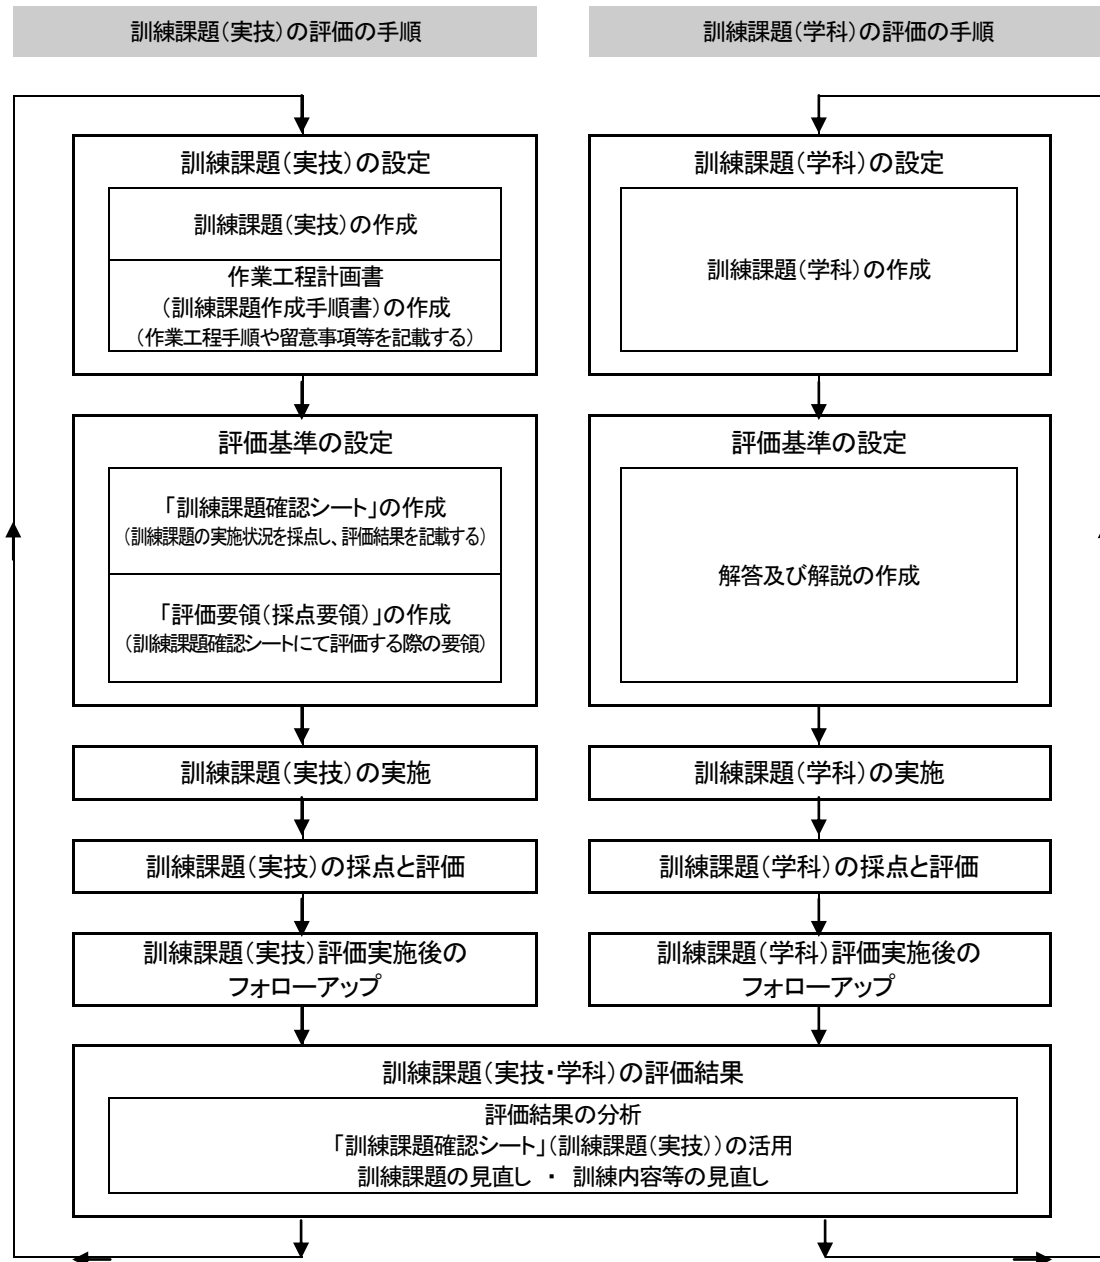 訓練課題(実技)の評価の手順
訓練課題(学科)の評価の手順
訓練課題(実技)の設定
訓練課題(実技)の作成
作業工程計画書
(訓練課題作成手順書)の作成
(作業工程手順や留意事項等を記載する)
訓練課題(学科)の設定
訓練課題(学科)の作成
評価基準の設定
「訓練課題確認シート」の作成
(訓練課題の実施状況を採点し、評価結果を記載する)
「評価要領(採点要領)」の作成
(訓練課題確認シートにて評価する際の要領)
評価基準の設定
解答及び解説の作成
訓練課題(実技)の実施
訓練課題(学科)の実施
訓練課題(実技)の採点と評価
訓練課題(学科)の採点と評価
訓練課題(実技)評価実施後の
フォローアップ
訓練課題(学科)評価実施後の
フォローアップ
訓練課題(実技・学科)の評価結果
評価結果の分析
「訓練課題確認シート」(訓練課題(実技))の活用
訓練課題の見直し ・ 訓練内容等の見直し